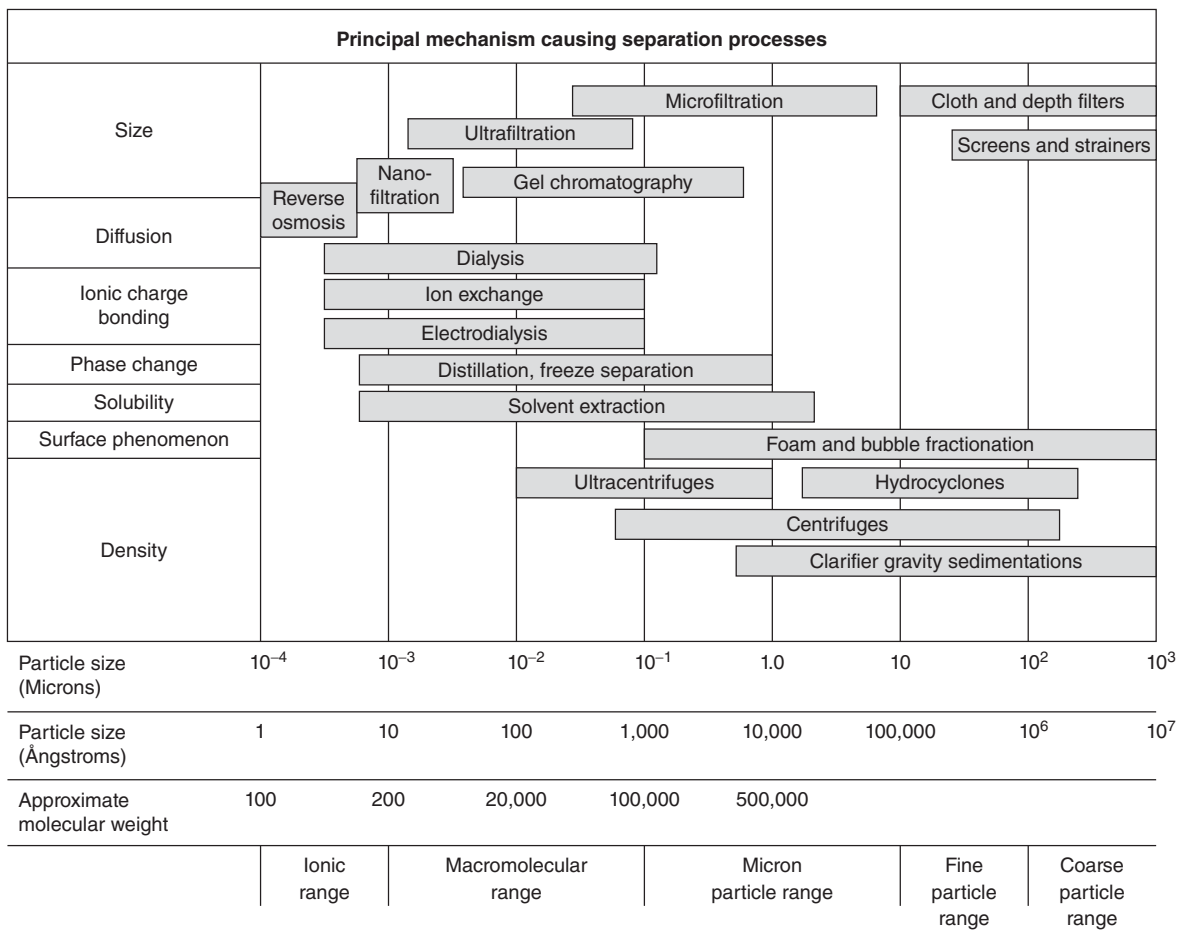 Principal mechanism causing separation processes
Size
Microfiltration
Cloth and depth filters
Ultrafiltration
Screens and strainers
Nano-
filtration
Gel chromatography
Reverse
osmosis
Diffusion
Dialysis
Ionic charge
bonding
Ion exchange
Electrodialysis
Phase change
Distillation, freeze separation
Solubility
Solvent extraction
Surface phenomenon
Foam and bubble fractionation
Density
Ultracentrifuges
Hydrocyclones
Centrifuges
Clarifier gravity sedimentations
Particle size
(Microns)
10⁻⁴ 10⁻³ 10⁻² 10⁻¹ 1.0 10 10² 10³
Particle size
(Ångstroms)
1 10 100 1,000 10,000 100,000 10⁶ 10⁷
Approximate
molecular weight
100 200 20,000 100,000 500,000
Ionic
range
Macromolecular
range
Micron
particle range
Fine
particle
range
Coarse
particle
range